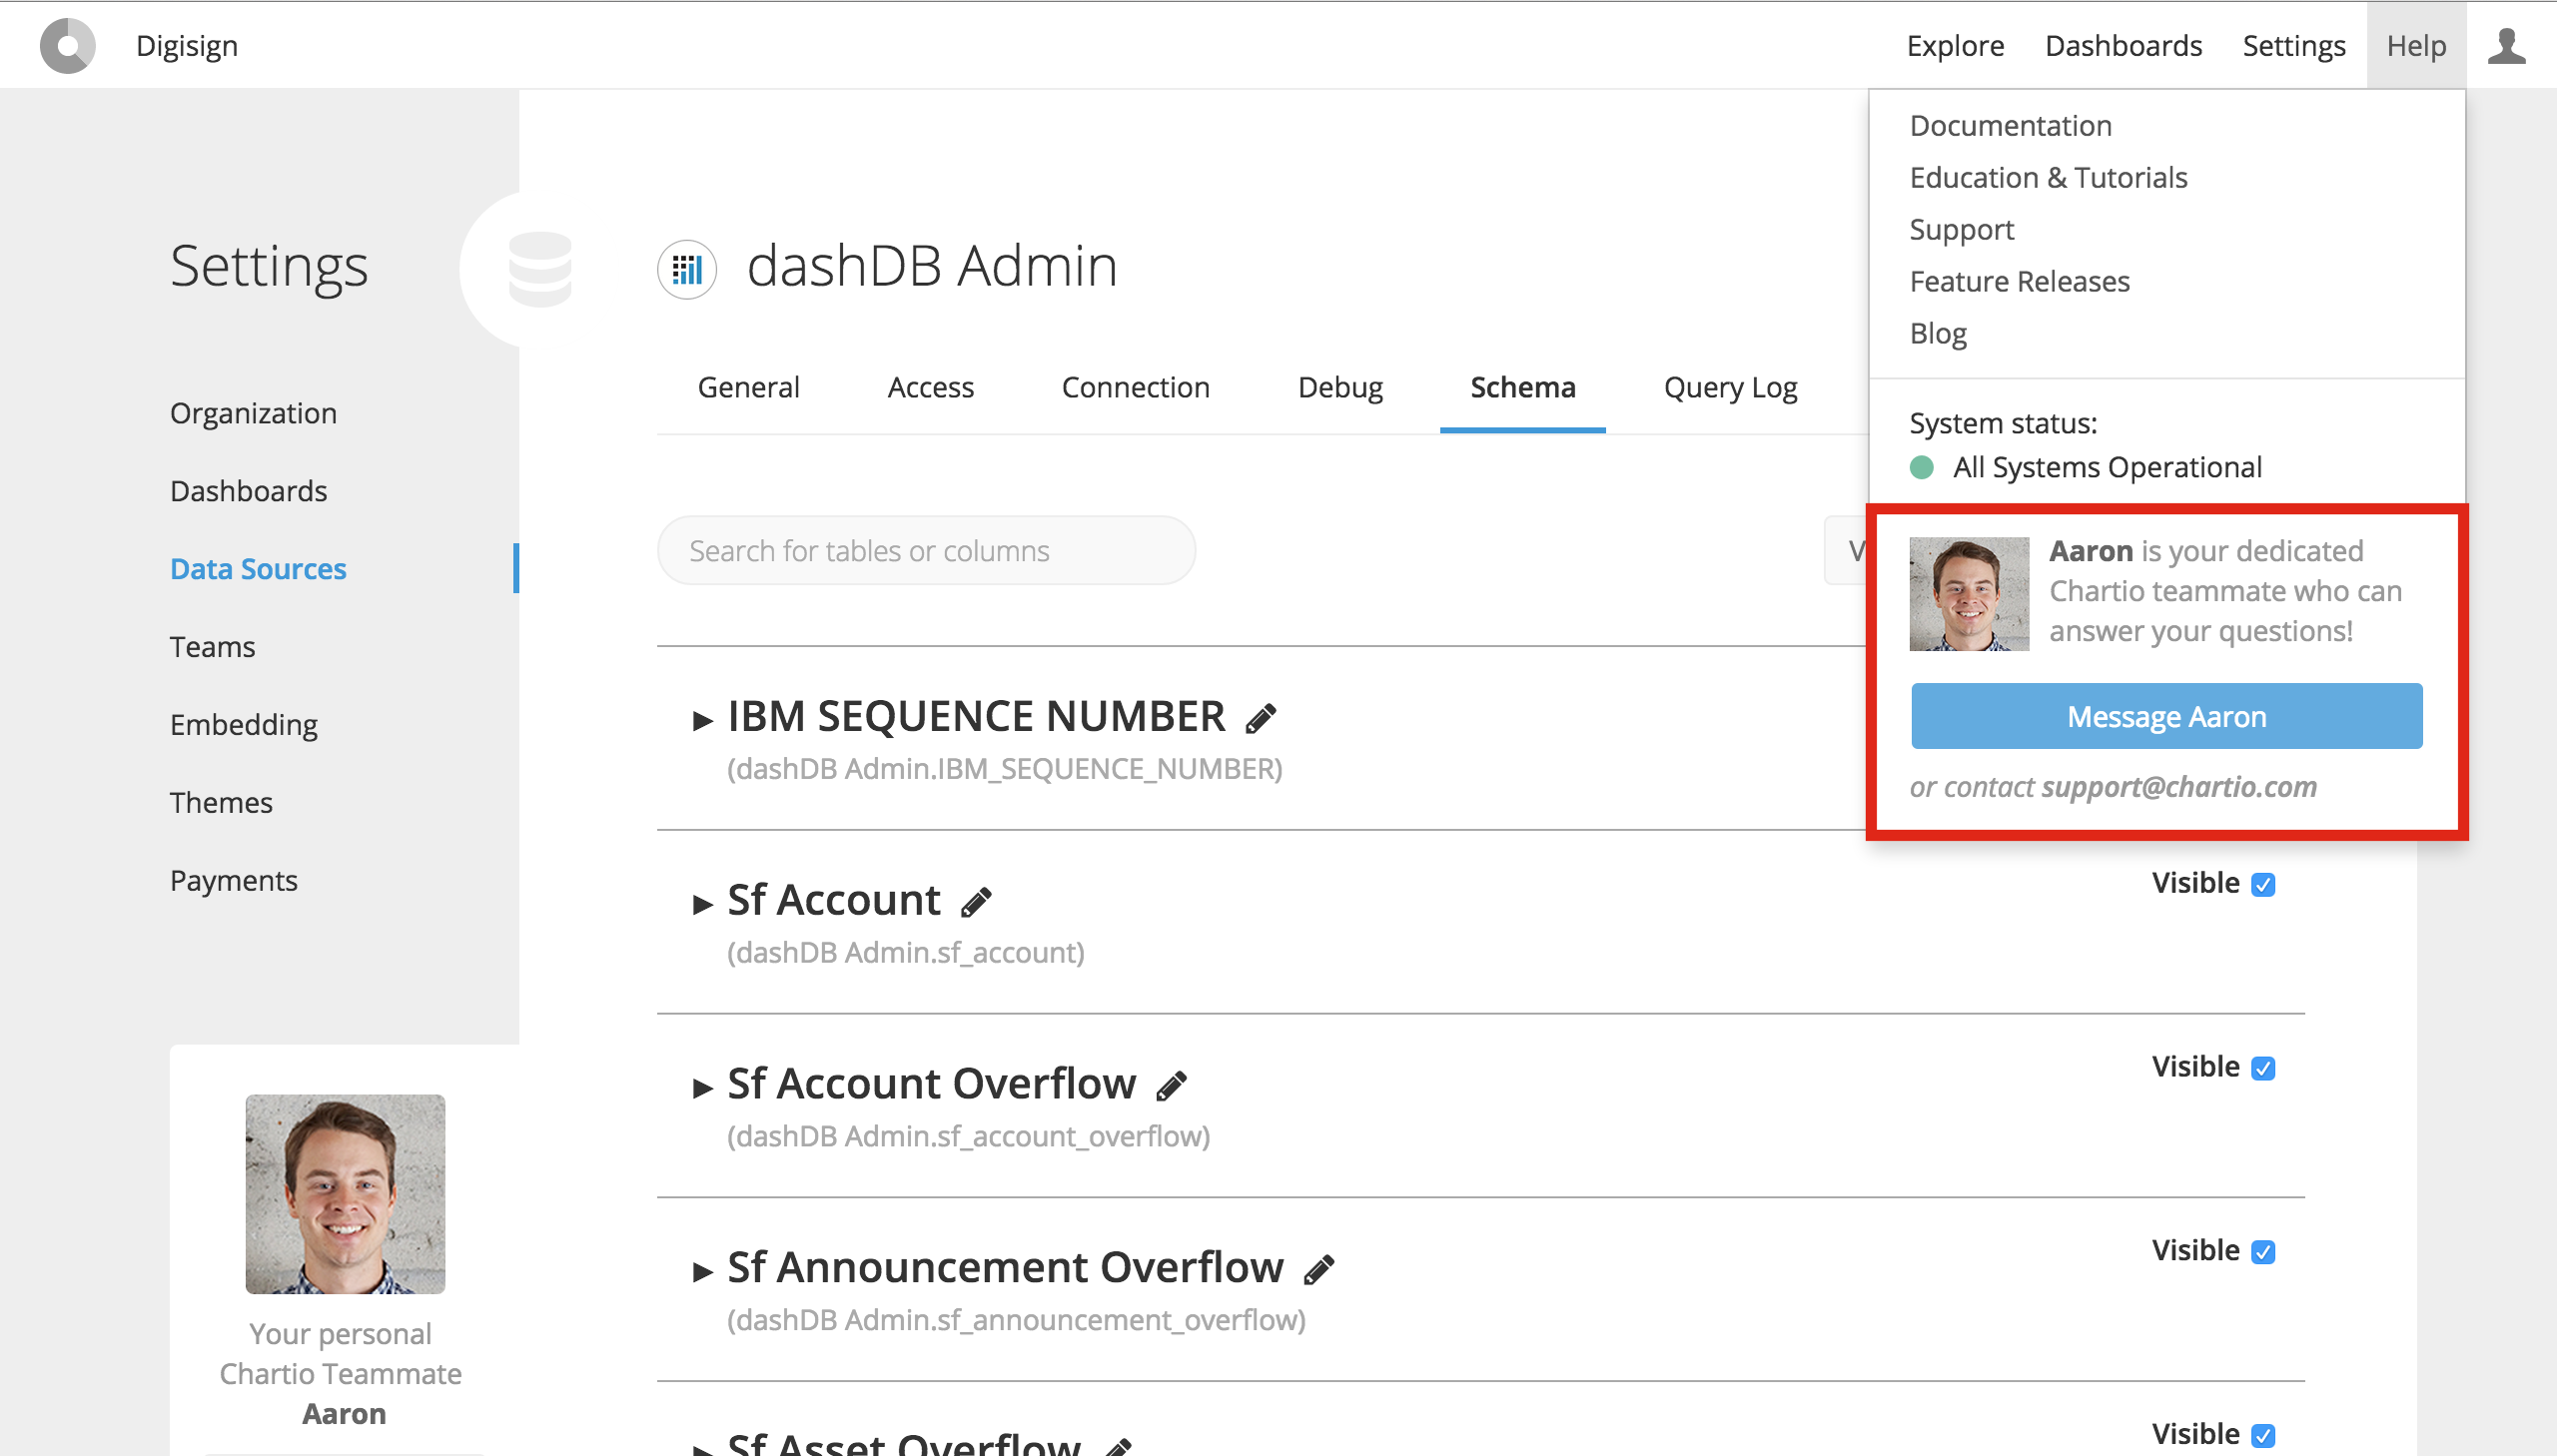 Digisign
Explore
Dashboards
Settings
Help
Documentation
Education & Tutorials
Support
Feature Releases
Blog
System status:
All Systems Operational
Aaron is your dedicated
Chartio teammate who can
answer your questions!
Message Aaron
or contact support@chartio.com
Settings
Organization
Dashboards
Data Sources
Teams
Embedding
Themes
Payments
Your personal
Chartio Teammate
Aaron
dashDB Admin
General
Access
Connection
Debug
Schema
Query Log
Search for tables or columns
IBM SEQUENCE NUMBER
(dashDB Admin.IBM_SEQUENCE_NUMBER)
Sf Account
Visible
(dashDB Admin.sf_account)
Sf Account Overflow
Visible
(dashDB Admin.sf_account_overflow)
Sf Announcement Overflow
Visible
(dashDB Admin.sf_announcement_overflow)
Sf Asset Overflow
Visible